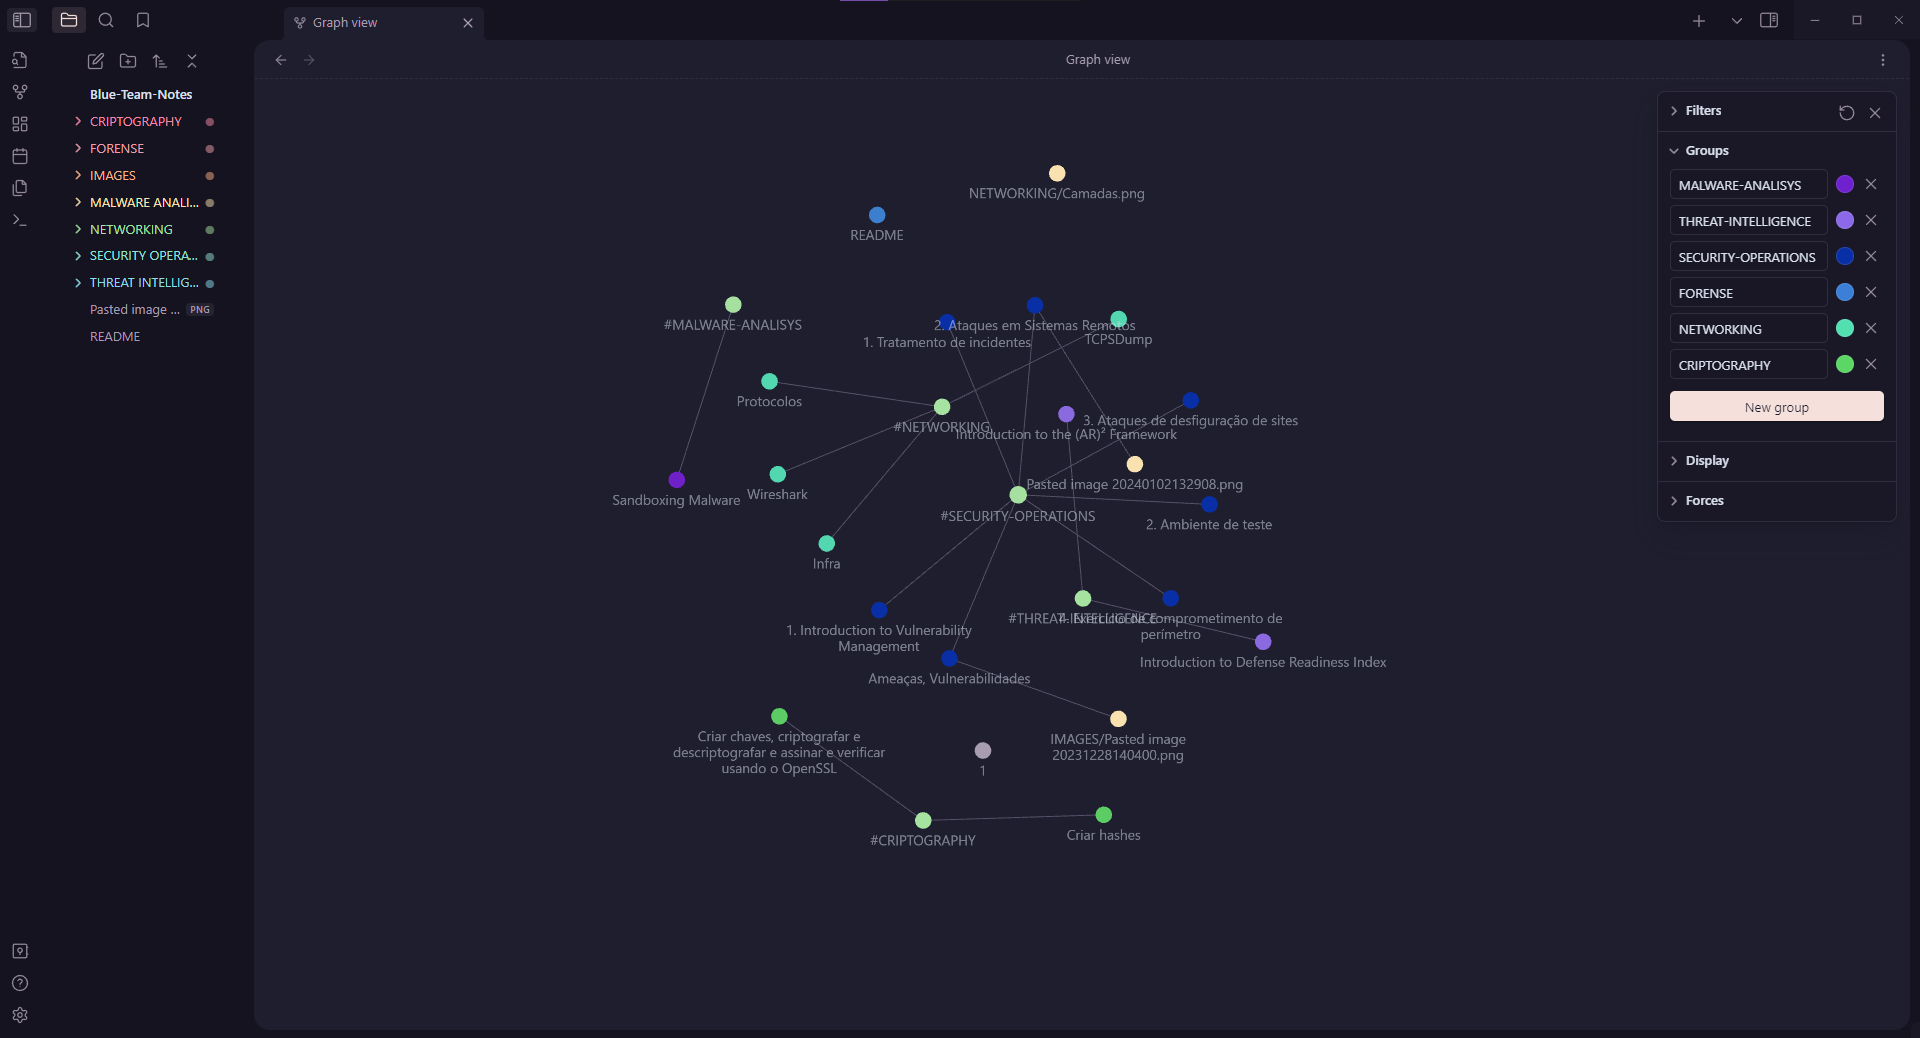 Graph view
Graph view
Blue-Team-Notes
CRIPTOGRAPHY
FORENSE
IMAGES
MALWARE ANALI...
NETWORKING
SECURITY OPERA...
THREAT INTELLIG...
Pasted image ... PNG
README
NETWORKING/Camadas.png
README
#MALWARE-ANALISYS
2. Ataques em Sistemas Remotos
1. Tratamento de incidentes
TCPSDump
Protocolos
#NETWORKING
3. Ataques de desfiguração de sites
Introduction to the (AR)² Framework
Sandboxing Malware
Wireshark
Pasted image 20240102132908.png
#SECURITY-OPERATIONS
2. Ambiente de teste
Infra
1. Introduction to Vulnerability
Management
#THREAT-INTELLIGENCE
comprometimento de
perímetro
Introduction to Defense Readiness Index
Ameaças, Vulnerabilidades
Criar chaves, criptografar e
descriptografar e assinar e verificar
usando o OpenSSL
IMAGES/Pasted image
20231228140400.png
1
#CRIPTOGRAPHY
Criar hashes
Filters
Groups
MALWARE-ANALISYS
THREAT-INTELLIGENCE
SECURITY-OPERATIONS
FORENSE
NETWORKING
CRIPTOGRAPHY
New group
Display
Forces